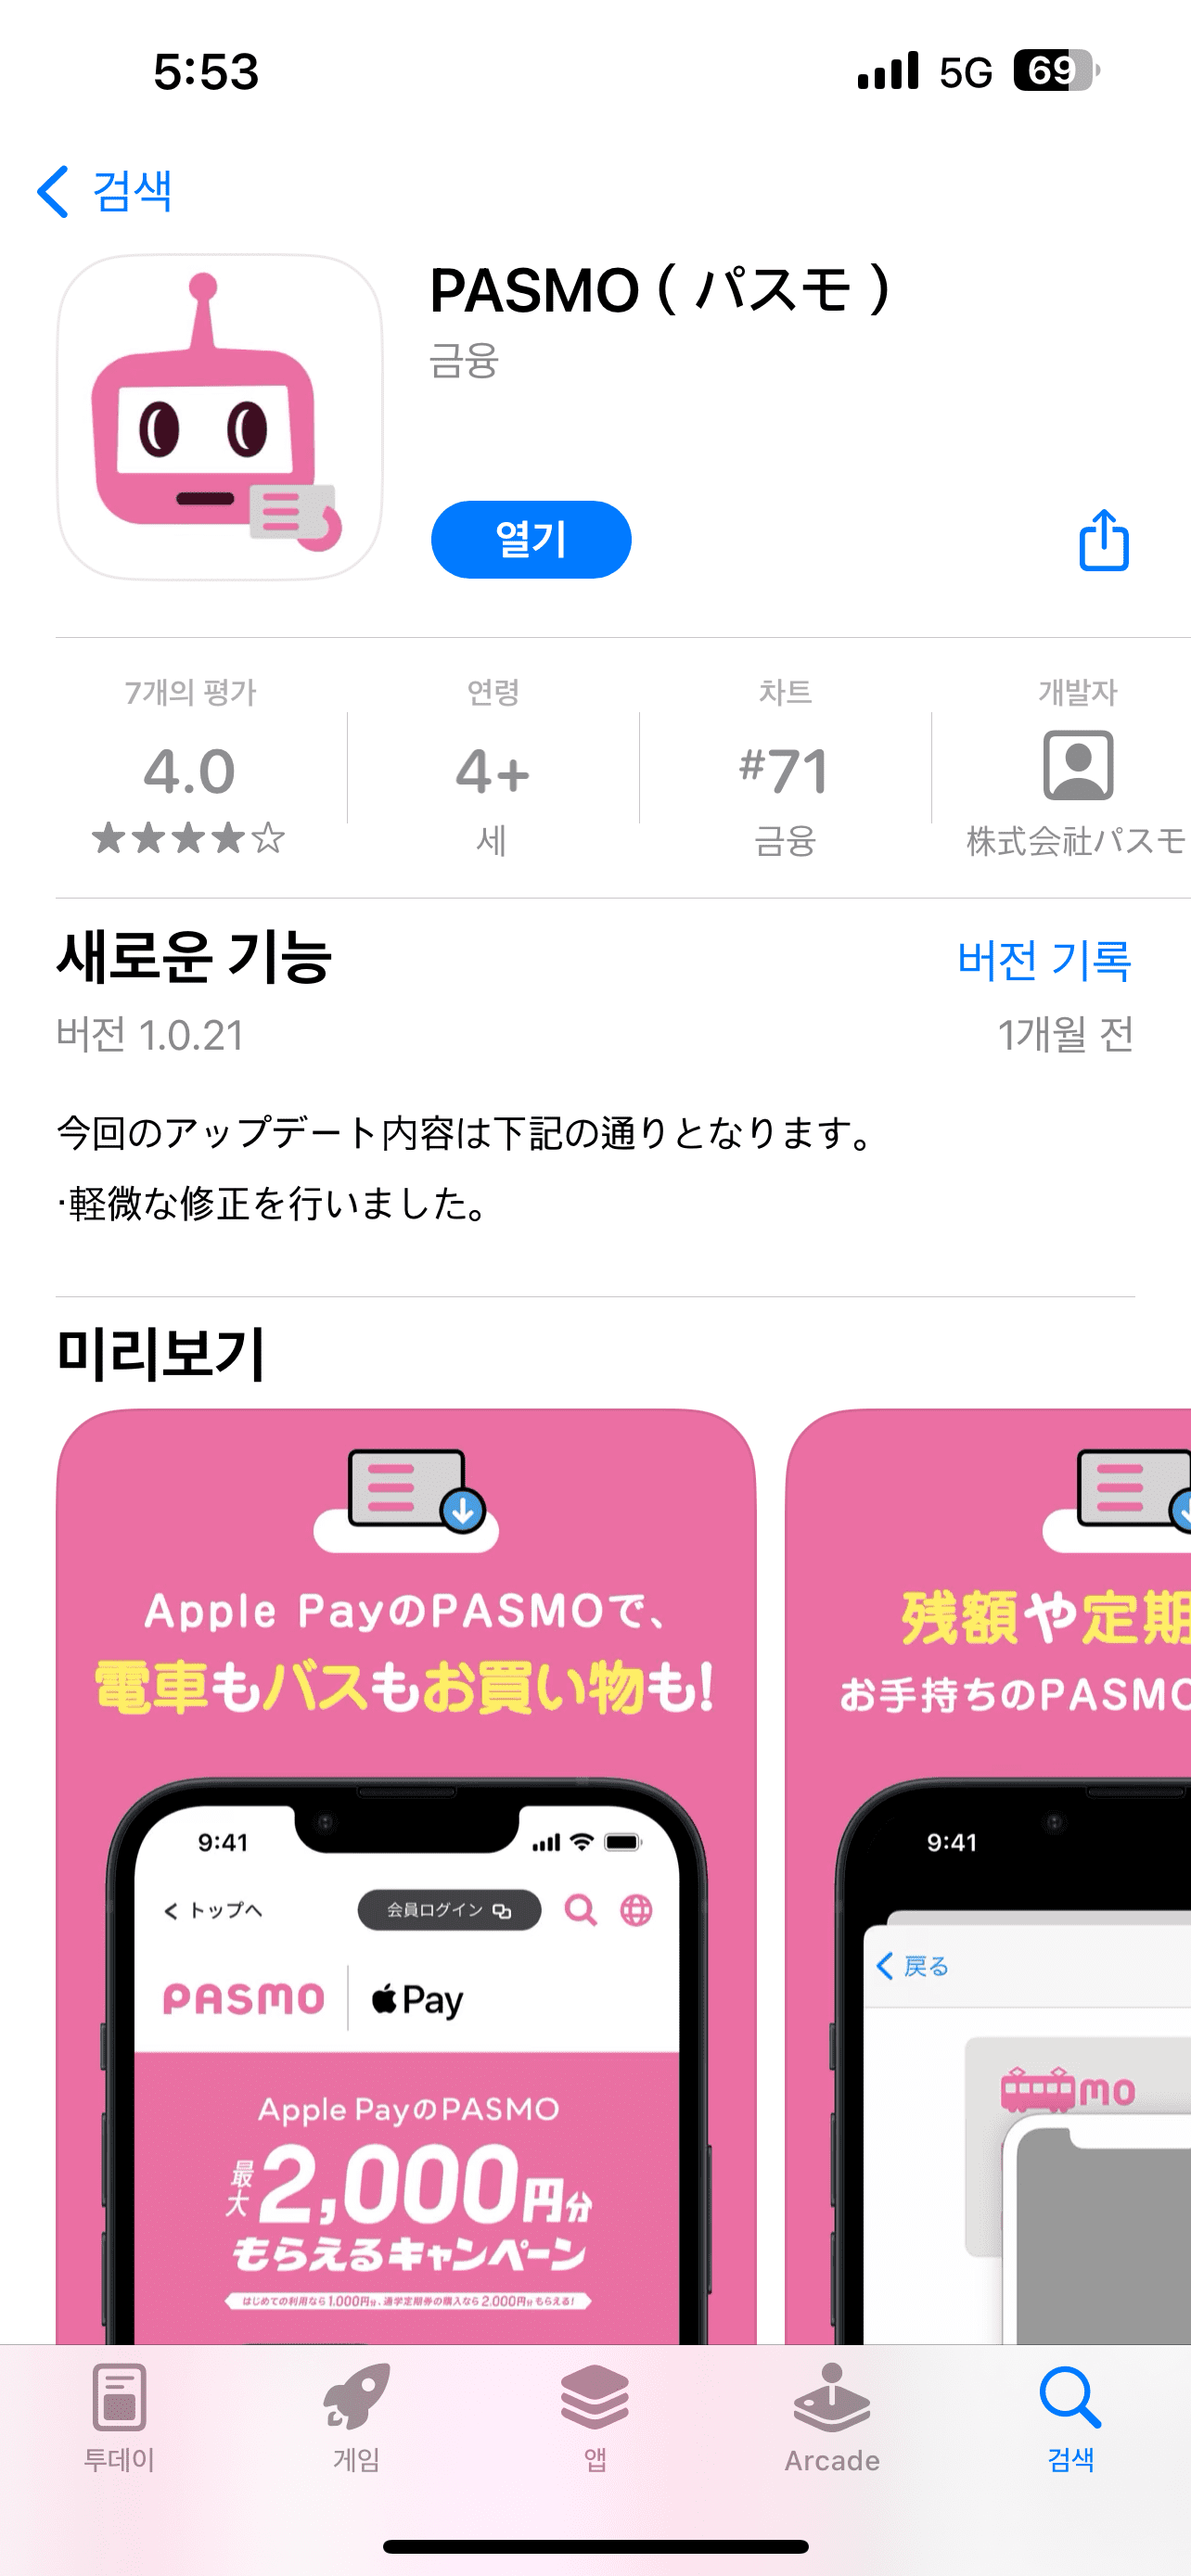 5:53
5G 69
검색
PASMO ( パスモ )
금융
열기
7개의 평가
4.0
연령
4+
세
차트
#71
금융
개발자
株式会社パスモ
새로운 기능
버전 기록
버전 1.0.21
1개월 전
今回のアップデート内容は下記の通りとなります。
·軽微な修正を行いました。
미리보기
Apple PayのPASMOで、
電車もバスもお買い物も!
9:41
トップへ
会員ログイン
PASMO
Pay
Apple PayのPASMO
最大2,000円分
もらえるキャンペーン
はじめての利用なら1,000円分、通学定期券の購入なら2,000円分もらえる!
残額や定期
お手持ちのPASMO
9:41
戻る
mo
투데이
게임
앱
Arcade
검색